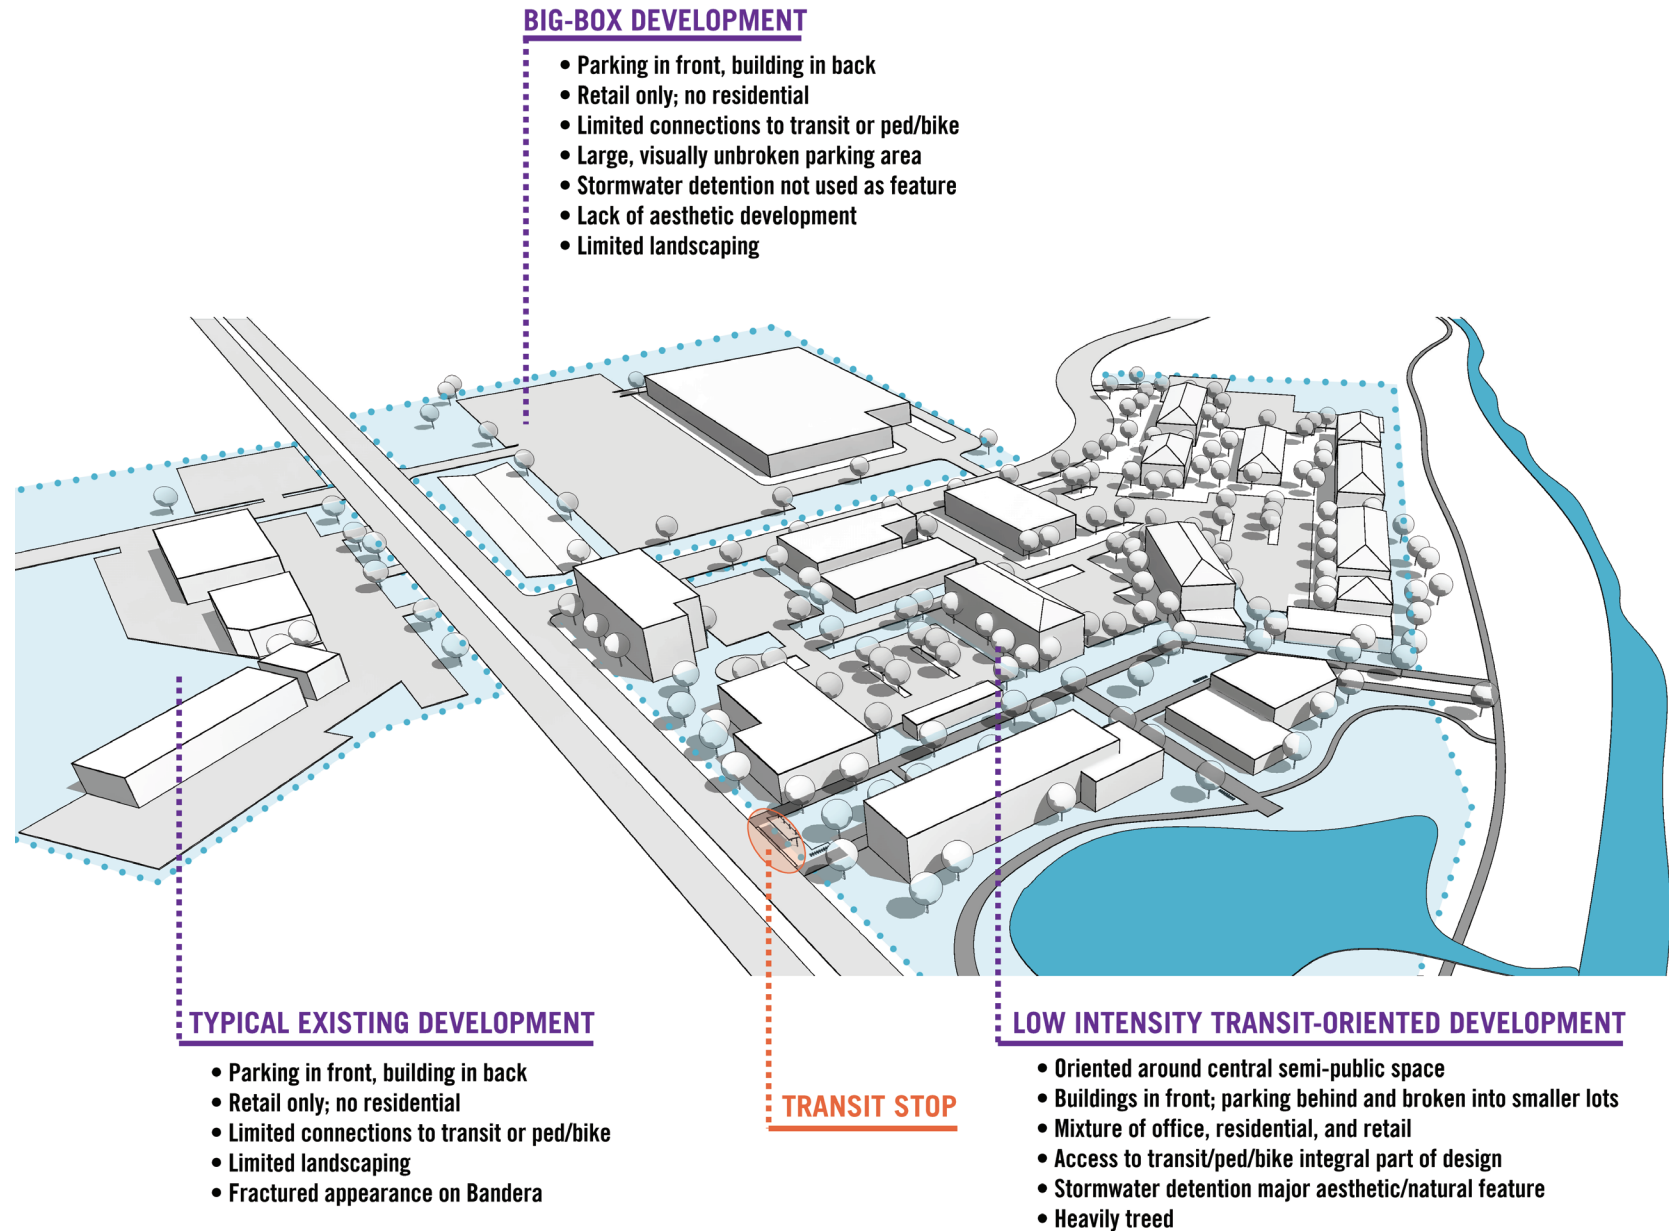 BIG-BOX DEVELOPMENT
• Parking in front, building in back
• Retail only; no residential
• Limited connections to transit or ped/bike
• Large, visually unbroken parking area
• Stormwater detention not used as feature
• Lack of aesthetic development
• Limited landscaping
TYPICAL EXISTING DEVELOPMENT
• Parking in front, building in back
• Retail only; no residential
• Limited connections to transit or ped/bike
• Limited landscaping
• Fractured appearance on Bandera
TRANSIT STOP
LOW INTENSITY TRANSIT-ORIENTED DEVELOPMENT
• Oriented around central semi-public space
• Buildings in front; parking behind and broken into smaller lots
• Mixture of office, residential, and retail
• Access to transit/ped/bike integral part of design
• Stormwater detention major aesthetic/natural feature
• Heavily treed